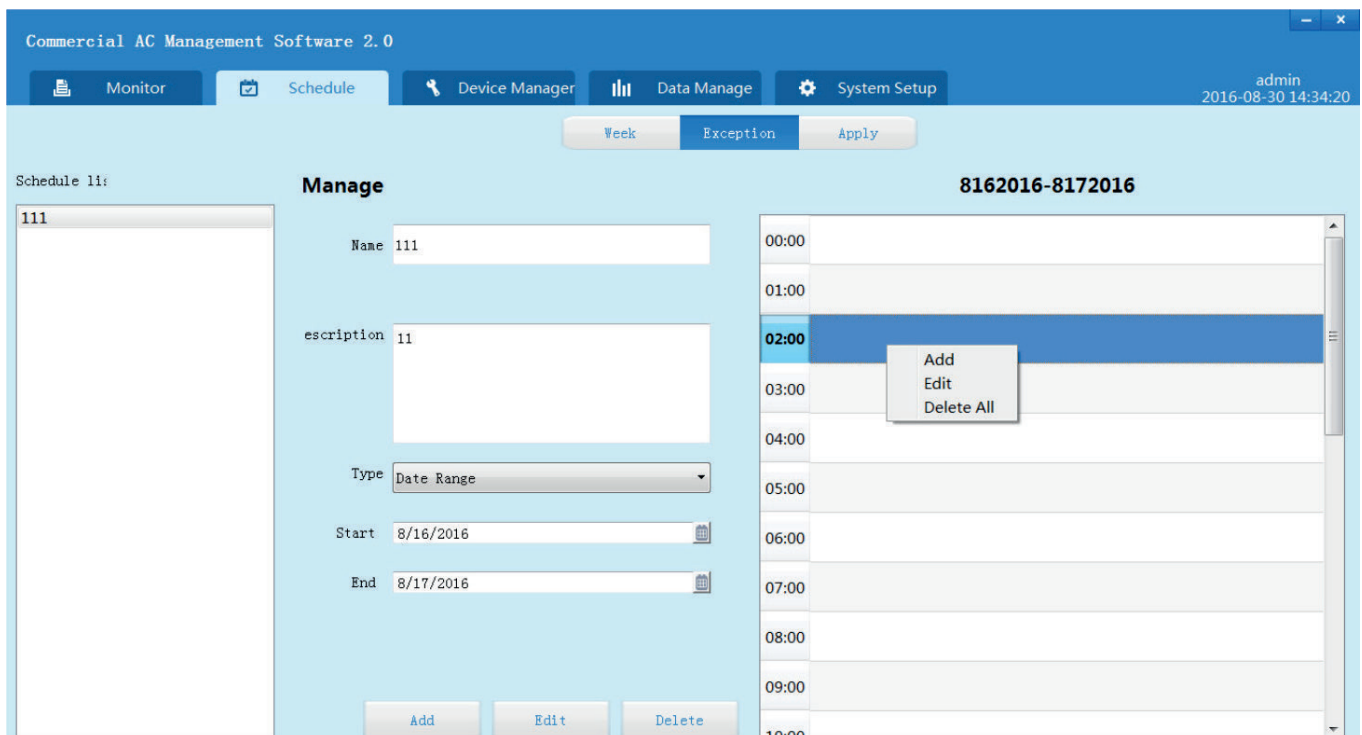 Commercial AC Management Software 2.0
Monitor
Schedule
Device Manager
Data Manage
System Setup
admin
2016-08-30 14:34:20
Week
Exception
Apply
Schedule li
111
Manage
Name 111
escription 11
Type Date Range
Start 8/16/2016
End 8/17/2016
Add
Edit
Delete
8162016-8172016
00:00
01:00
02:00
Add
Edit
Delete All
03:00
04:00
05:00
06:00
07:00
08:00
09:00
10:00